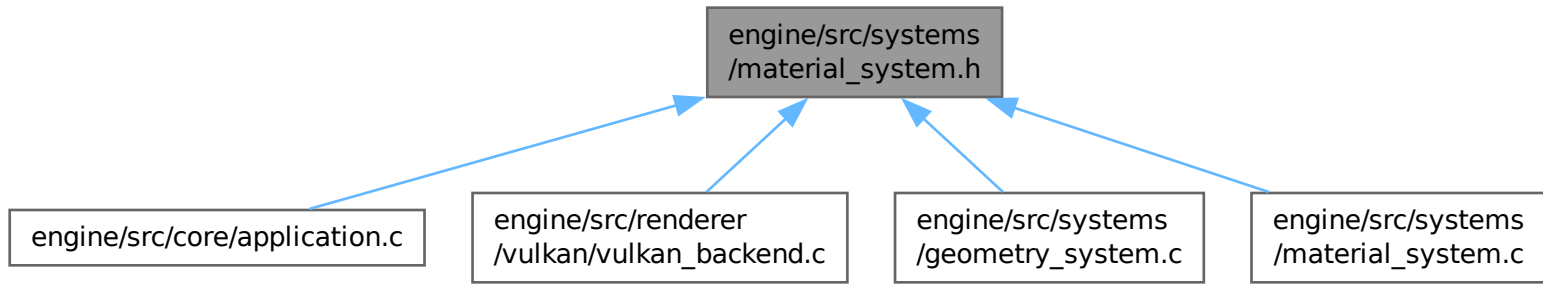 engine/src/systems
/material_system.h
engine/src/core/application.c
engine/src/renderer
/vulkan/vulkan_backend.c
engine/src/systems
/geometry_system.c
engine/src/systems
/material_system.c